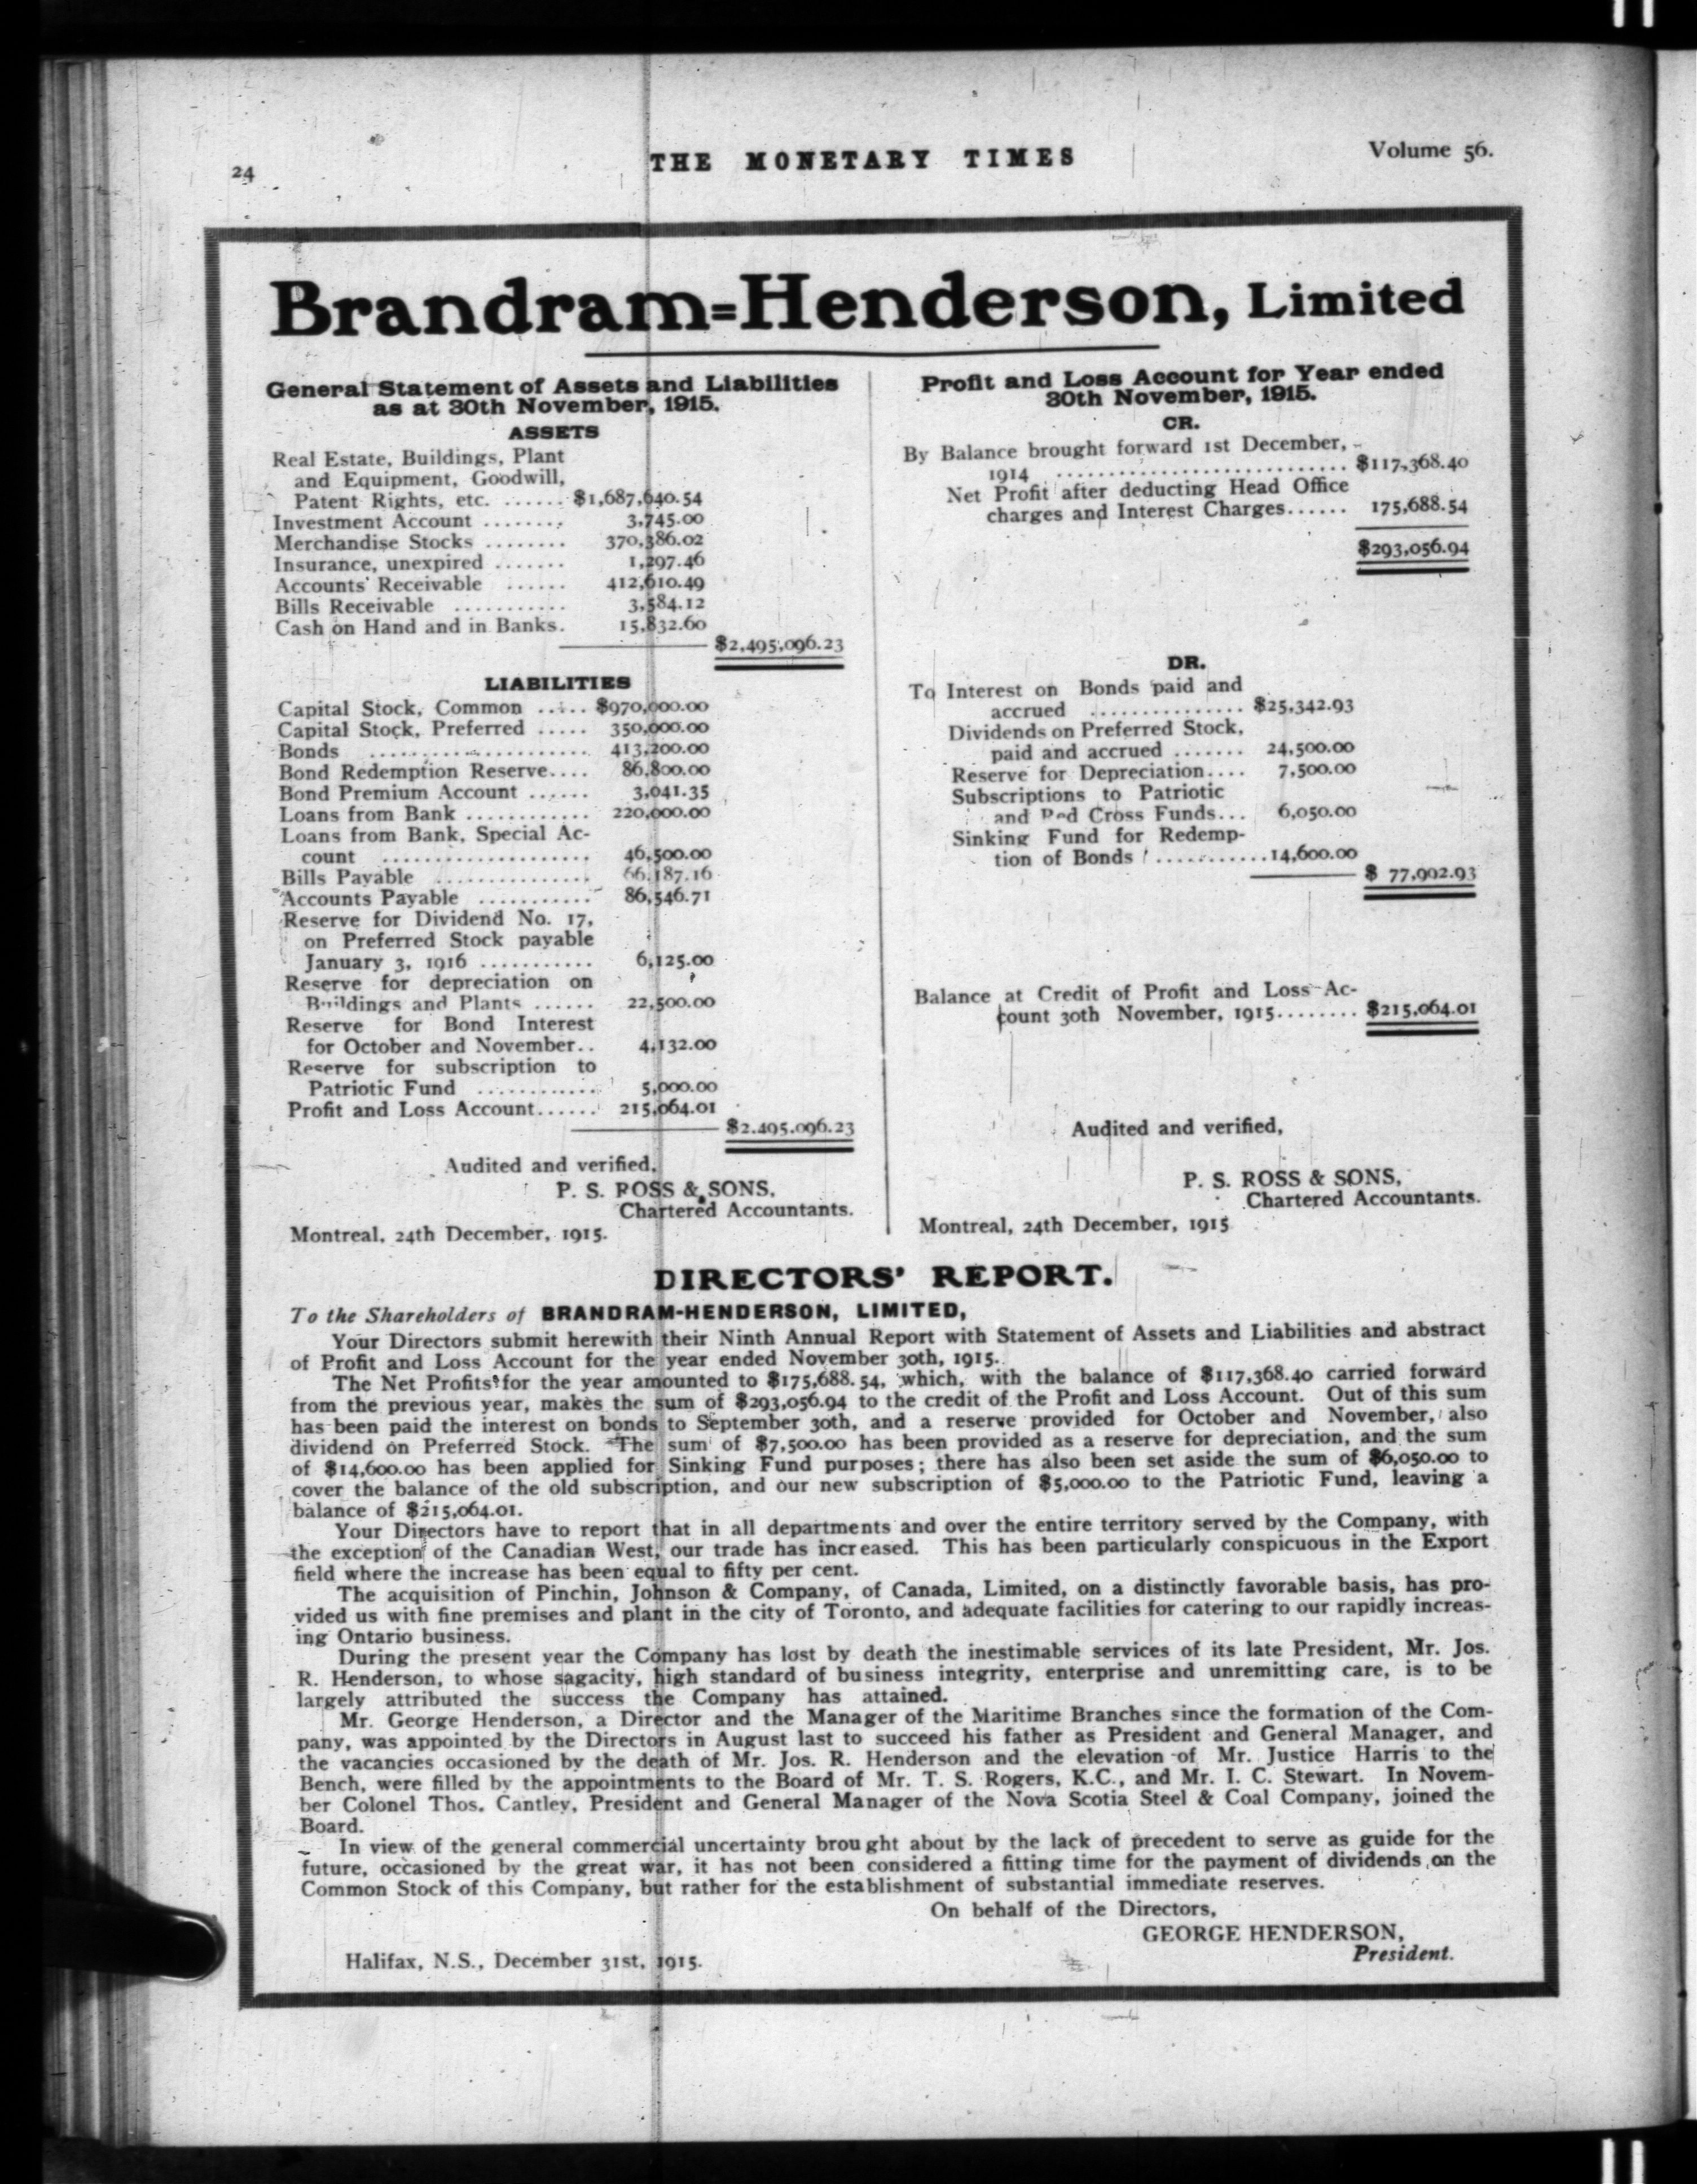 24
THE MONETARY TIMES
Volume 56.
Brandram=Henderson, Limited
General Statement of Assets and Liabilities
as at 30th November, 1915.
ASSETS
Real Estate, Buildings, Plant
and Equipment, Goodwill,
Patent Rights, etc. ...... $1,687,640.54
Investment Account ........ 3,745.00
Merchandise Stocks ........ 370,386.02
Insurance, unexpired ....... 1,297.46
Accounts Receivable ...... 412,610.49
Bills Receivable ........... 3,584.12
Cash on Hand and in Banks. 15,832.60
$2,495,096.23
LIABILITIES
Capital Stock, Common ..... $970,000.00
Capital Stock, Preferred ..... 350,000.00
Bonds .................... 413,200.00
Bond Redemption Reserve.... 86,800.00
Bond Premium Account ...... 3,041.35
Loans from Bank ............ 220,000.00
Loans from Bank, Special Ac-
count ................... 46,500.00
Bills Payable .............. 66,187.16
Accounts Payable ........... 86,546.71
Reserve for Dividend No. 17,
on Preferred Stock payable
January 3, 1916 ........... 6,125.00
Reserve for depreciation on
Buildings and Plants ...... 22,500.00
Reserve for Bond Interest
for October and November.. 4,132.00
Reserve for subscription to
Patriotic Fund ............ 5,000.00
Profit and Loss Account...... 215,064.01
$2,495,096.23
Audited and verified,
P. S. ROSS & SONS,
Chartered Accountants.
Montreal, 24th December, 1915.
Profit and Loss Account for Year ended
30th November, 1915.
CR.
By Balance brought forward 1st December,
1914 ........................... $117,368.40
Net Profit after deducting Head Office
charges and Interest Charges...... 175,688.54
$293,056.94
DR.
To Interest on Bonds paid and
accrued ............... $25,342.93
Dividends on Preferred Stock,
paid and accrued ....... 24,500.00
Reserve for Depreciation.... 7,500.00
Subscriptions to Patriotic
and Red Cross Funds... 6,050.00
Sinking Fund for Redemp-
tion of Bonds ........... 14,600.00
$ 77,992.93
Balance at Credit of Profit and Loss Ac-
count 30th November, 1915........ $215,064.01
Audited and verified,
P. S. ROSS & SONS,
Chartered Accountants.
Montreal, 24th December, 1915
DIRECTORS' REPORT.
To the Shareholders of BRANDRAM-HENDERSON, LIMITED,
Your Directors submit herewith their Ninth Annual Report with Statement of Assets and Liabilities and abstract
of Profit and Loss Account for the year ended November 30th, 1915.
The Net Profits for the year amounted to $175,688.54, which, with the balance of $117,368.40 carried forward
from the previous year, makes the sum of $293,056.94 to the credit of the Profit and Loss Account. Out of this sum
has been paid the interest on bonds to September 30th, and a reserve provided for October and November, also
dividend on Preferred Stock. The sum of $7,500.00 has been provided as a reserve for depreciation, and the sum
of $14,600.00 has been applied for Sinking Fund purposes; there has also been set aside the sum of $6,050.00 to
cover the balance of the old subscription, and our new subscription of $5,000.00 to the Patriotic Fund, leaving a
balance of $215,064.01.
Your Directors have to report that in all departments and over the entire territory served by the Company, with
the exception of the Canadian West, our trade has increased. This has been particularly conspicuous in the Export
field where the increase has been equal to fifty per cent.
The acquisition of Pinchin, Johnson & Company, of Canada, Limited, on a distinctly favorable basis, has pro-
vided us with fine premises and plant in the city of Toronto, and adequate facilities for catering to our rapidly increas-
ing Ontario business.
During the present year the Company has lost by death the inestimable services of its late President, Mr. Jos.
R. Henderson, to whose sagacity, high standard of business integrity, enterprise and unremitting care, is to be
largely attributed the success the Company has attained.
Mr. George Henderson, a Director and the Manager of the Maritime Branches since the formation of the Com-
pany, was appointed by the Directors in August last to succeed his father as President and General Manager, and
the vacancies occasioned by the death of Mr. Jos. R. Henderson and the elevation of Mr. Justice Harris to the
Bench, were filled by the appointments to the Board of Mr. T. S. Rogers, K.C., and Mr. I. C. Stewart. In Novem-
ber Colonel Thos. Cantley, President and General Manager of the Nova Scotia Steel & Coal Company, joined the
Board.
In view of the general commercial uncertainty brought about by the lack of precedent to serve as guide for the
future, occasioned by the great war, it has not been considered a fitting time for the payment of dividends on the
Common Stock of this Company, but rather for the establishment of substantial immediate reserves.
On behalf of the Directors,
GEORGE HENDERSON,
President.
Halifax, N.S., December 31st, 1915.